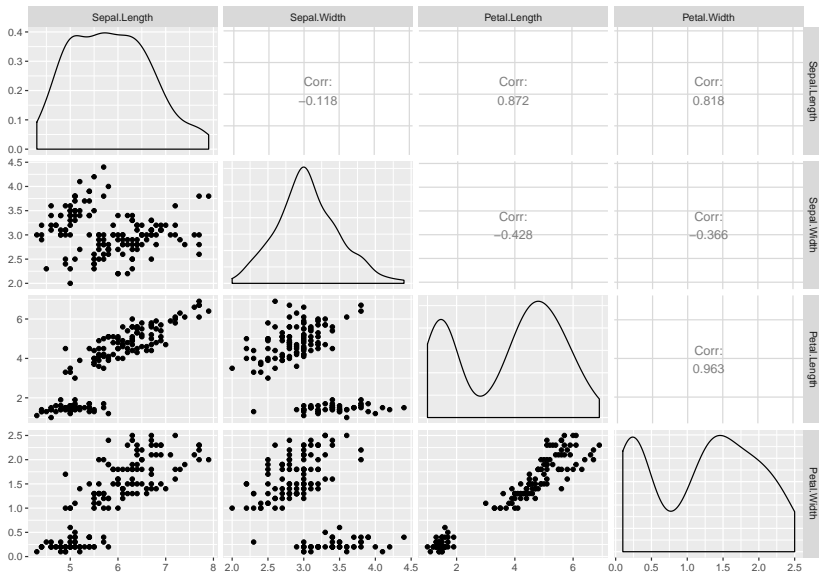 Sepal.Length
Sepal.Width
Petal.Length
Petal.Width
0.4
0.3
0.2
0.1
0.0
Corr:
−0.118
Corr:
0.872
Corr:
0.818
Sepal.Length
4.5
4.0
3.5
3.0
2.5
2.0
Corr:
−0.428
Corr:
−0.366
Sepal.Width
6
4
2
Corr:
0.963
Petal.Length
2.5
2.0
1.5
1.0
0.5
0.0
Petal.Width
5 6 7 8
2.0 2.5 3.0 3.5 4.0 4.5
2 4 6
0.0 0.5 1.0 1.5 2.0 2.5